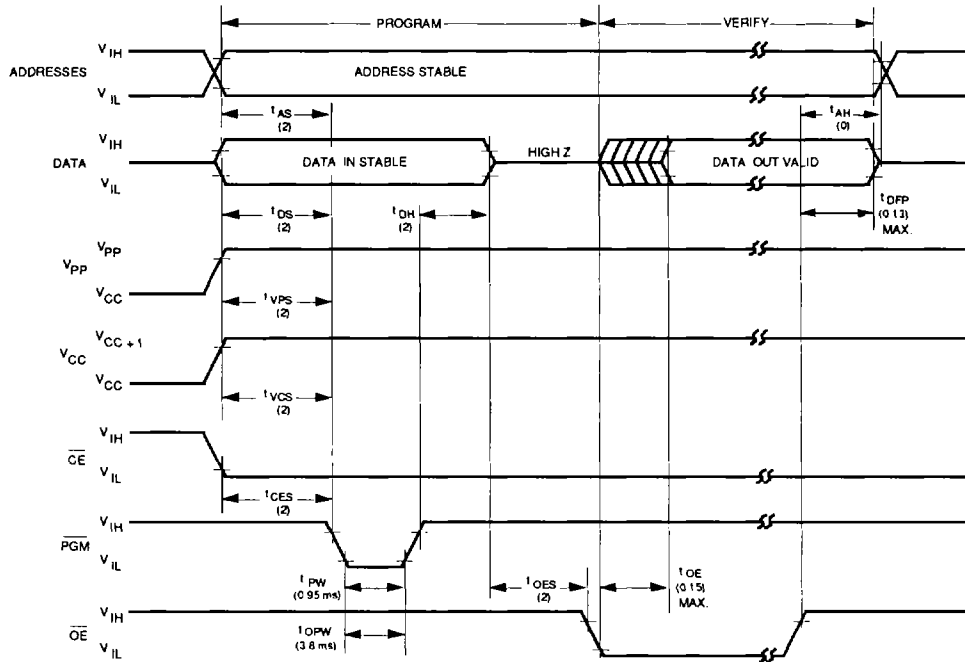 PROGRAM VERIFY
V IH
ADDRESSES ADDRESS STABLE
V IL
t AS (2) t AH (0)
V IH
DATA DATA IN STABLE HIGH Z DATA OUT VALID
V IL
t DS (2) t DH (2) t DFP (0.13) MAX.
V PP
V PP
V CC
t VPS (2)
V CC + 1
V CC
V CC
t VCS (2)
V IH
CE
V IL
t CES (2)
V IH
PGM
V IL
t PW (0.95 ms) t OES (2) t OE (0.15) MAX.
V IH
OE t OPW (3.8 ms)
V IL